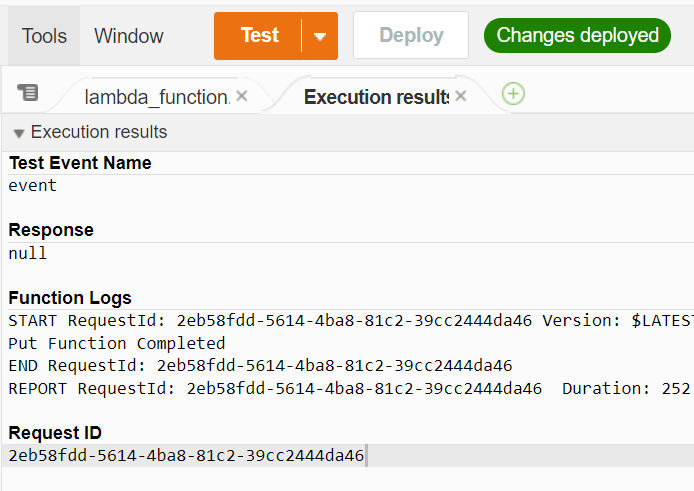 Tools Window Test Deploy Changes deployed
lambda_function. Execution results
Execution results
Test Event Name
event
Response
null
Function Logs
START RequestId: 2eb58fdd-5614-4ba8-81c2-39cc2444da46 Version: $LATEST
Put Function Completed
END RequestId: 2eb58fdd-5614-4ba8-81c2-39cc2444da46
REPORT RequestId: 2eb58fdd-5614-4ba8-81c2-39cc2444da46 Duration: 252
Request ID
2eb58fdd-5614-4ba8-81c2-39cc2444da46